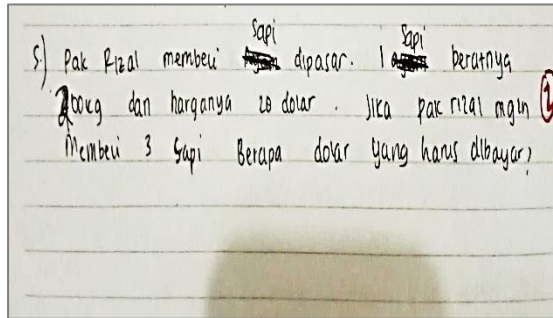 5.) Pak Rizal membeli sapi dipasar. 1 sapi beratnya
200kg dan harganya 20 dolar. Jika pak rizal ingin
Membeli 3 sapi Berapa dolar yang harus dibayar?